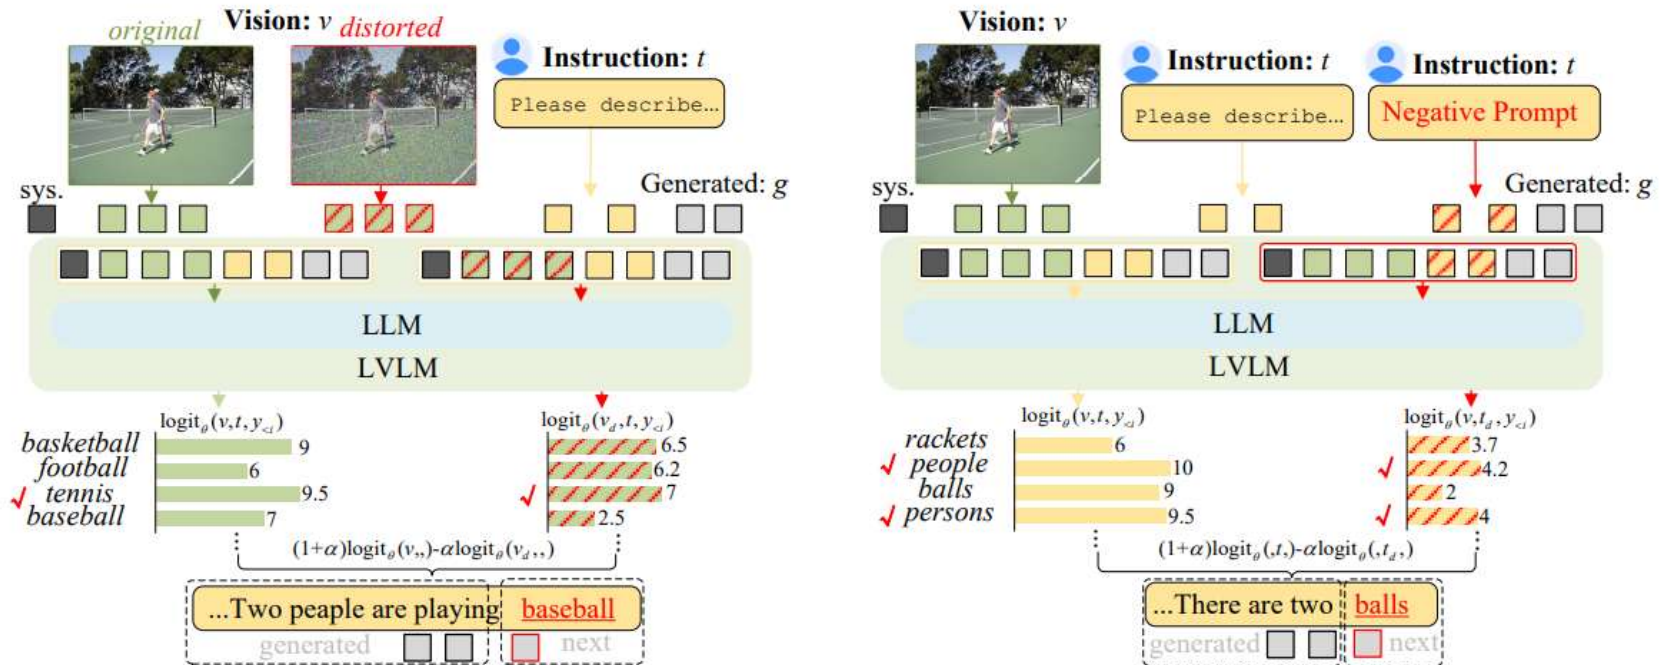 Vision: v
original distorted
Instruction: t
Please describe...
sys.
Generated: g
LLM
LVLM
logitθ(v,t,y<i)
logitθ(vd,t,y<i)
basketball 9 6.5
football 6 6.2
√ tennis 9.5 √ 7
baseball 7 2.5
(1+α)logitθ(v,,)-αlogitθ(vd,,)
...Two peaple are playing baseball
generated next
Vision: v
Instruction: t
Instruction: t
Please describe...
Negative Prompt
sys.
Generated: g
LLM
LVLM
logitθ(v,t,y<i)
logitθ(v,td,y<i)
rackets 6 3.7
√ people 10 √ 4.2
balls 9 2
√ persons 9.5 √ 4
(1+α)logitθ(,t,)-αlogitθ(,td,)
...There are two balls
generated next